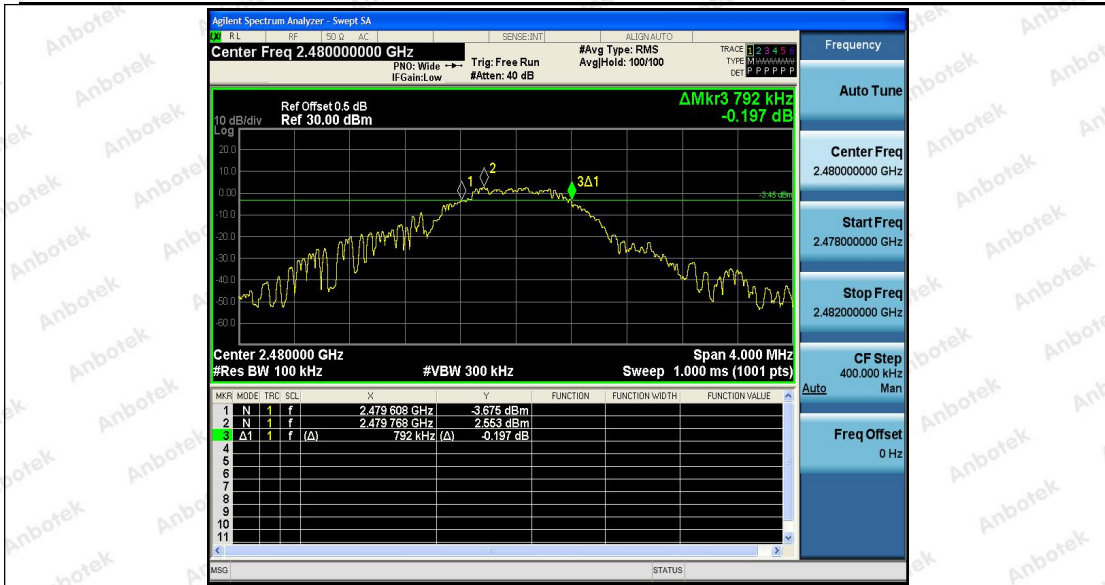 Agilent Spectrum Analyzer - Swept SA
RL RF 50 Ω AC SENSE:INT ALIGNAUTO
Center Freq 2.480000000 GHz
PNO: Wide
IFGain:Low
Trig: Free Run
#Atten: 40 dB
#Avg Type: RMS
Avg|Hold: 100/100
TRACE 1 2 3 4 5 6
TYPE M
DET P P P P P P
ΔMkr3 792 kHz
-0.197 dB
Ref Offset 0.5 dB
10 dB/div Ref 30.00 dBm
Log
20.0
10.0
0.00
-10.0
-20.0
-30.0
-40.0
-50.0
-60.0
1
2
3Δ1
-3.45 dBm
Center 2.480000 GHz Span 4.000 MHz
#Res BW 100 kHz #VBW 300 kHz Sweep 1.000 ms (1001 pts)
MKR MODE TRC SCL X Y FUNCTION FUNCTION WIDTH FUNCTION VALUE
1 N 1 f 2.479 608 GHz -3.675 dBm
2 N 1 f 2.479 768 GHz 2.553 dBm
3 Δ1 1 f (Δ) 792 kHz (Δ) -0.197 dB
4
5
6
7
8
9
10
11
MSG STATUS
Frequency
Auto Tune
Center Freq
2.480000000 GHz
Start Freq
2.478000000 GHz
Stop Freq
2.482000000 GHz
CF Step
400.000 kHz
Auto Man
Freq Offset
0 Hz
Anbotek